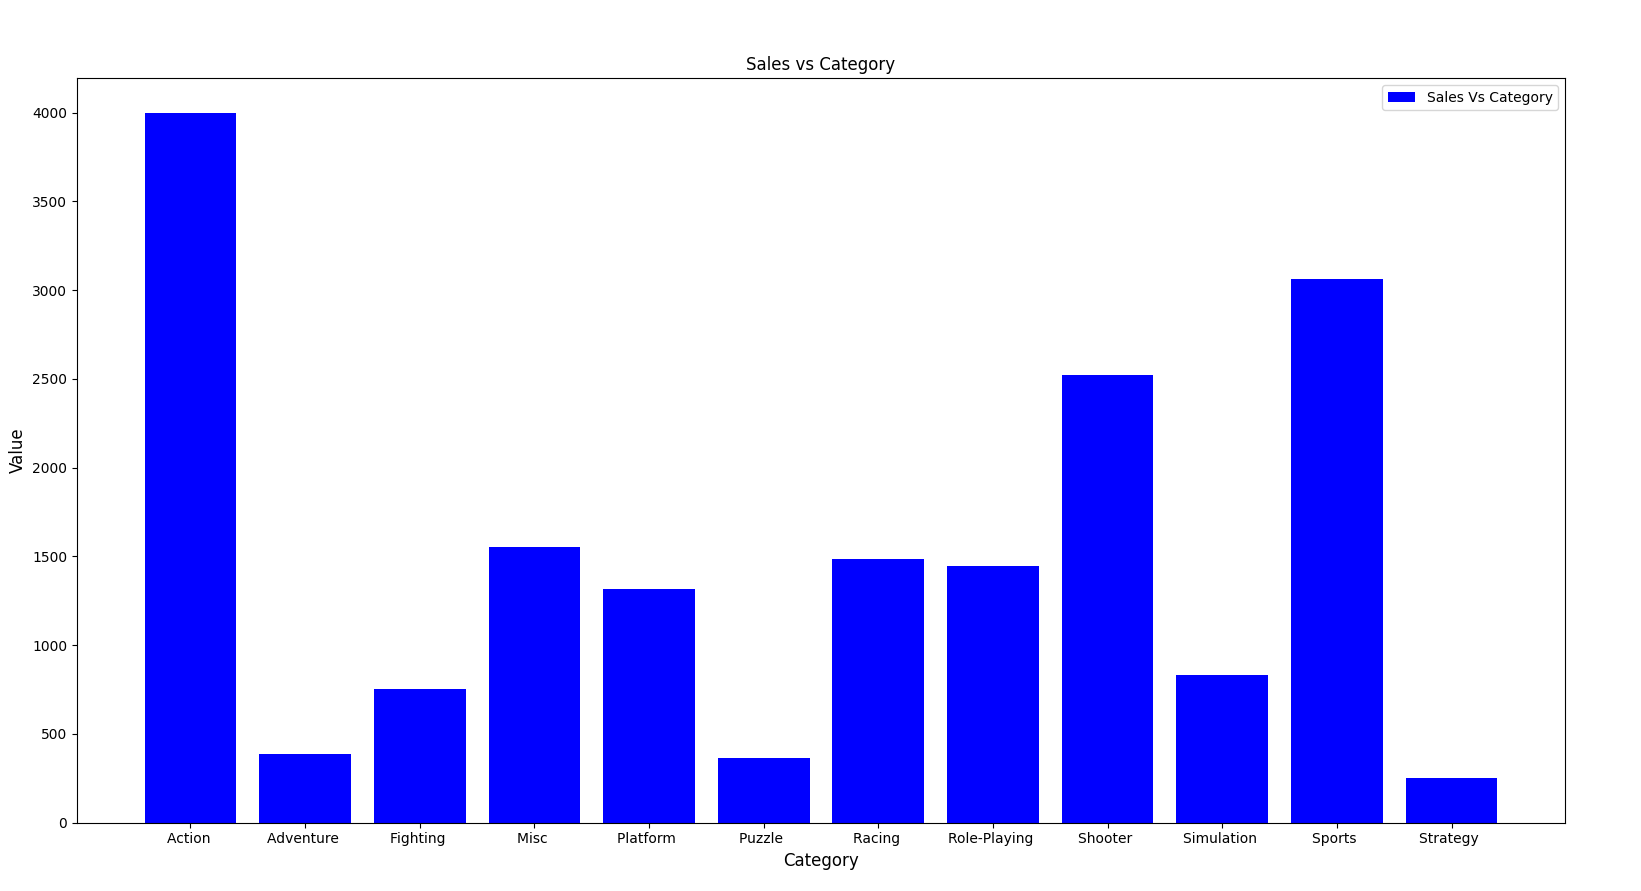 Sales vs Category
Sales Vs Category
4000
3500
3000
2500
2000
1500
1000
500
0
Value
Action Adventure Fighting Misc Platform Puzzle Racing Role-Playing Shooter Simulation Sports Strategy
Category